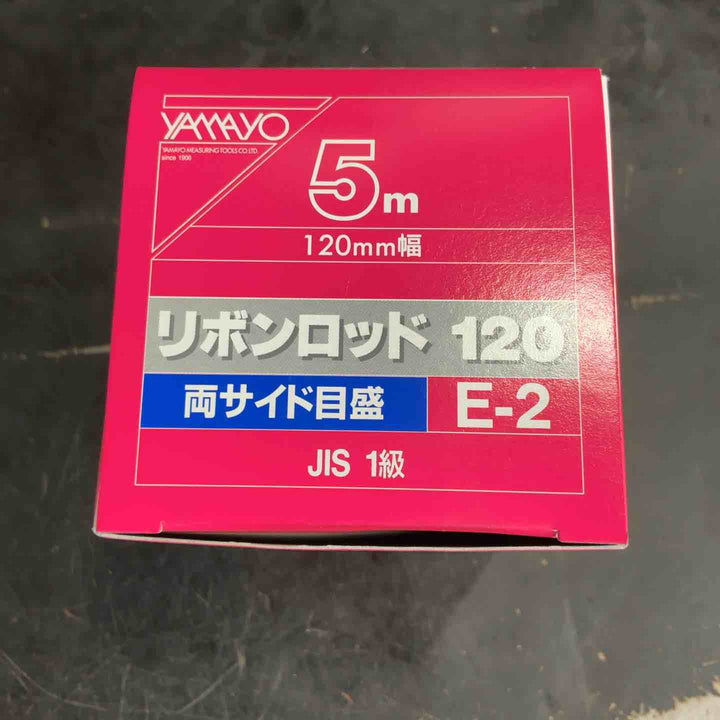 YAMAYO
YAMAYO MEASURING TOOLS CO.,LTD.
since 1906
5m
120mm幅
リボンロッド 120
両サイド目盛 E-2
JIS 1級